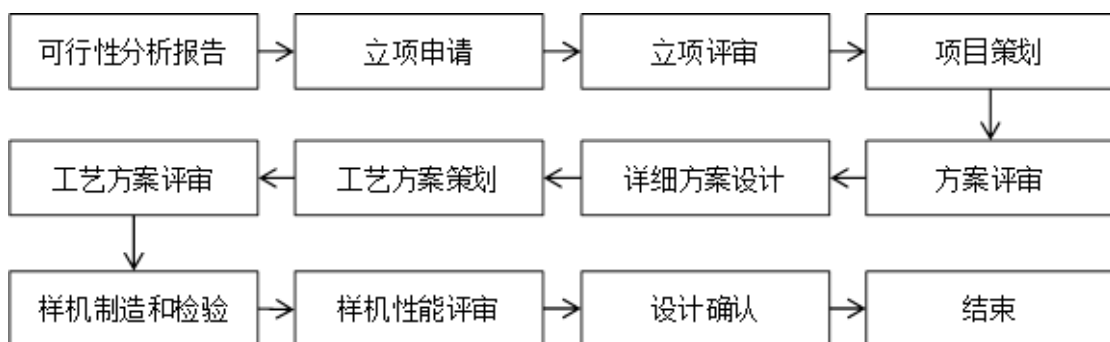 可行性分析报告
立项申请
立项评审
项目策划
方案评审
详细方案设计
工艺方案策划
工艺方案评审
样机制造和检验
样机性能评审
设计确认
结束